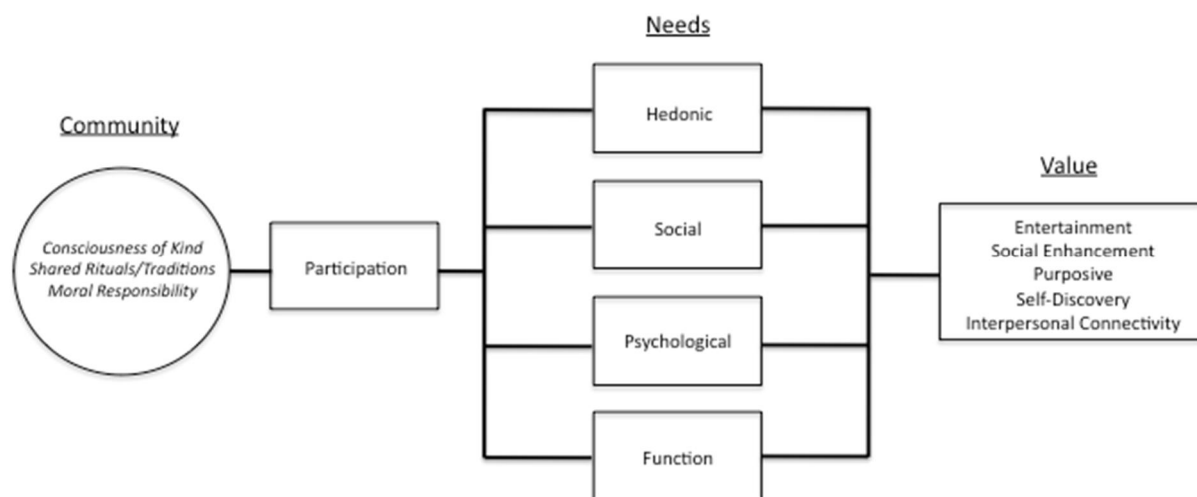 Needs
Community
Hedonic
Value
Consciousness of Kind
Shared Rituals/Traditions
Moral Responsibility
Participation
Social
Entertainment
Social Enhancement
Purposive
Self-Discovery
Interpersonal Connectivity
Psychological
Function